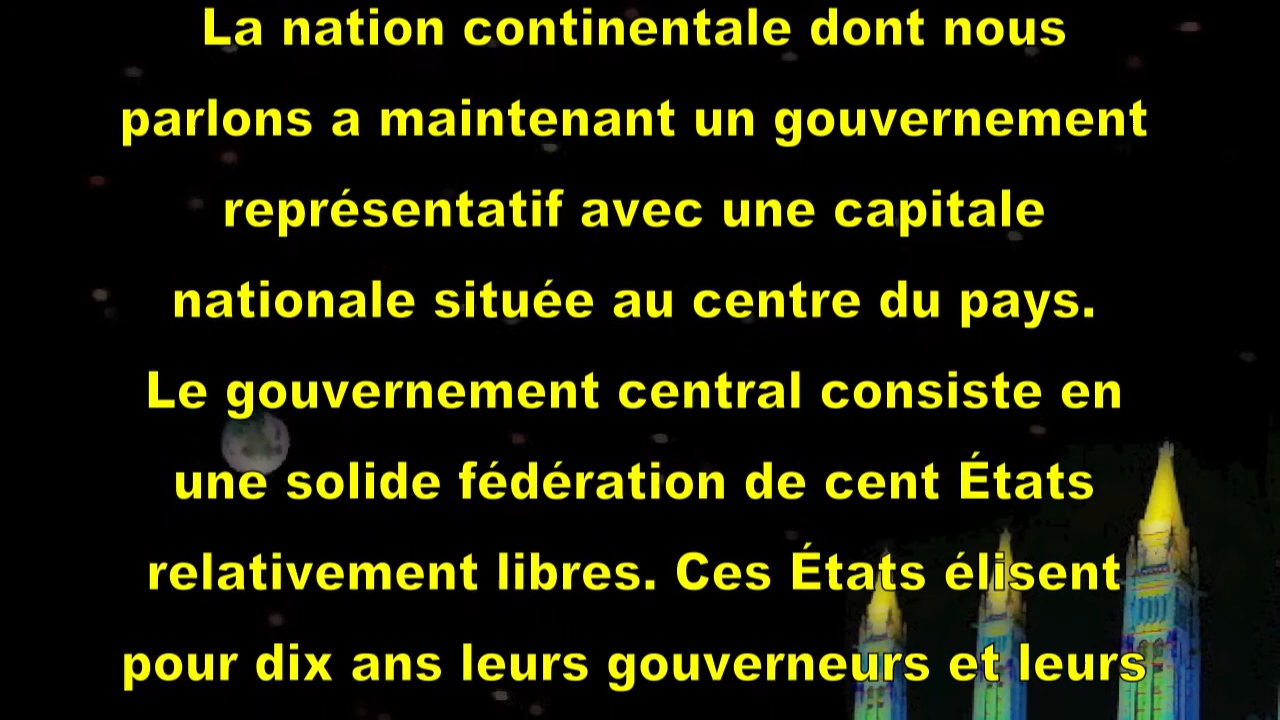 La nation continentale dont nous
parlons a maintenant un gouvernement
représentatif avec une capitale
nationale située au centre du pays.
Le gouvernement central consiste en
une solide fédération de cent États
relativement libres. Ces États élisent
pour dix ans leurs gouverneurs et leurs